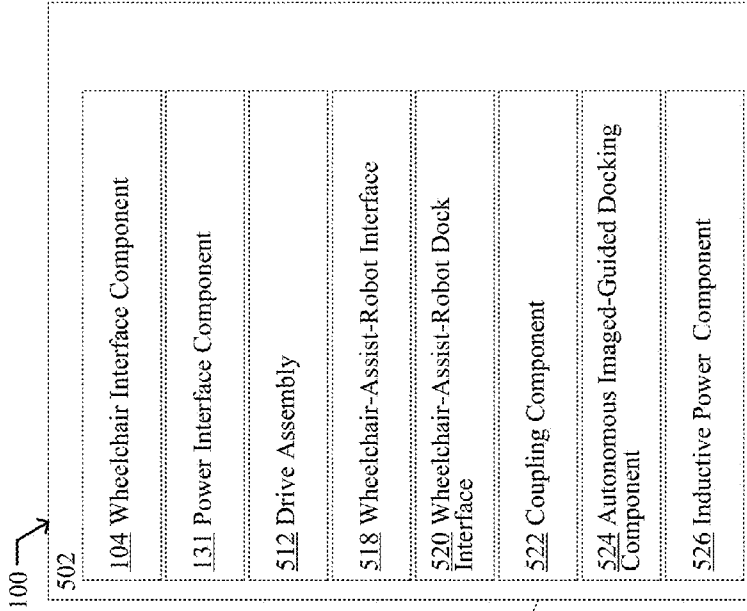 100
502
104 Wheelchair Interface Component
131 Power Interface Component
512 Drive Assembly
518 Wheelchair-Assist-Robot Interface
520 Wheelchair-Assist-Robot Dock
Interface
522 Coupling Component
524 Autonomous Imaged-Guided Docking
Component
526 Inductive Power Component